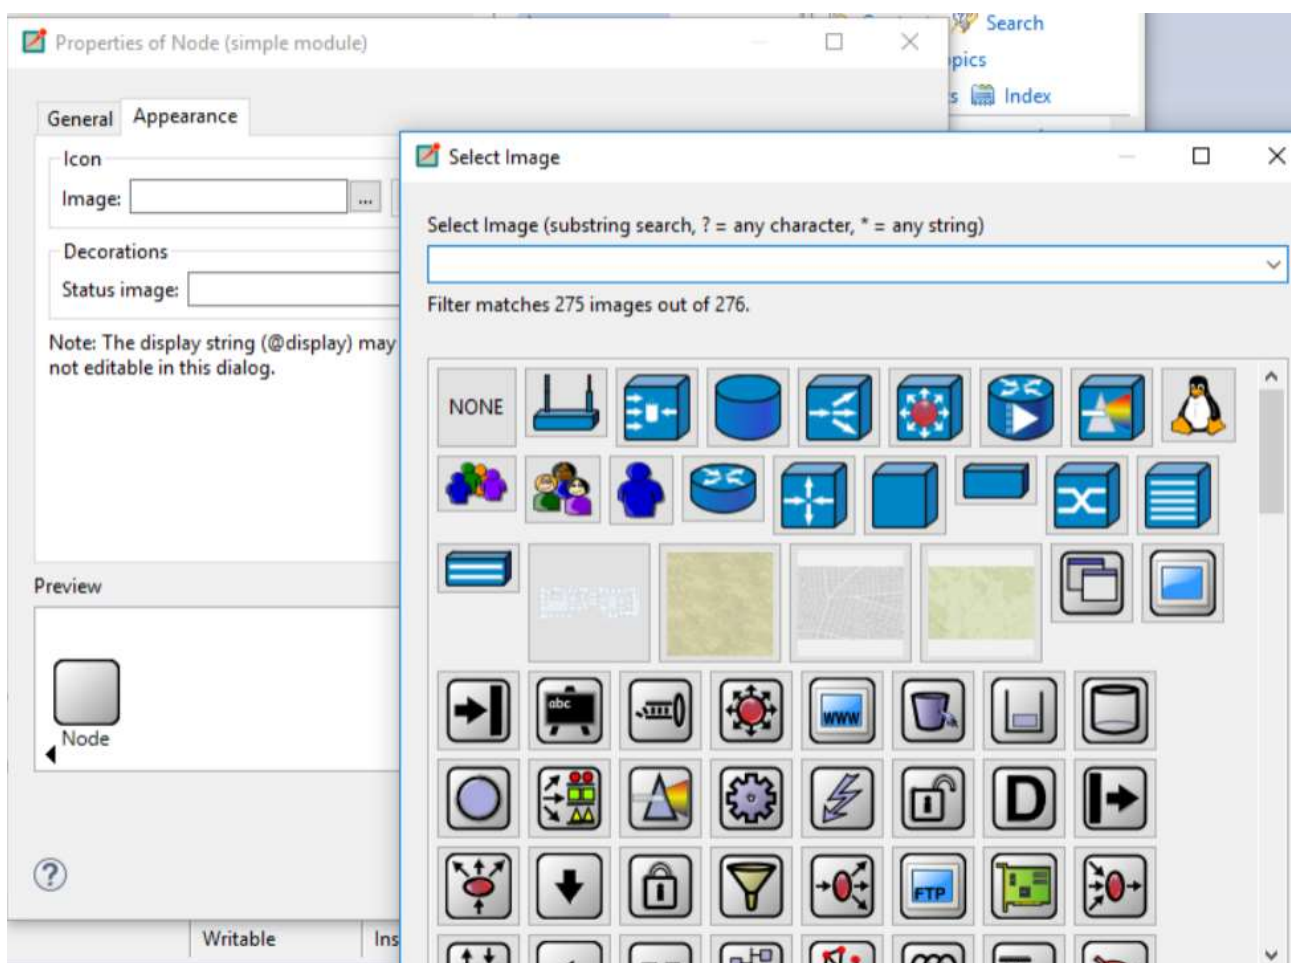 Properties of Node (simple module)
Search
pics
s Index
General Appearance
Icon
Image: ...
Decorations
Status image:
Note: The display string (@display) may
not editable in this dialog.
Preview
Node
?
Writable Ins
Select Image
Select Image (substring search, ? = any character, * = any string)
Filter matches 275 images out of 276.
NONE
abc
www
D
FTP